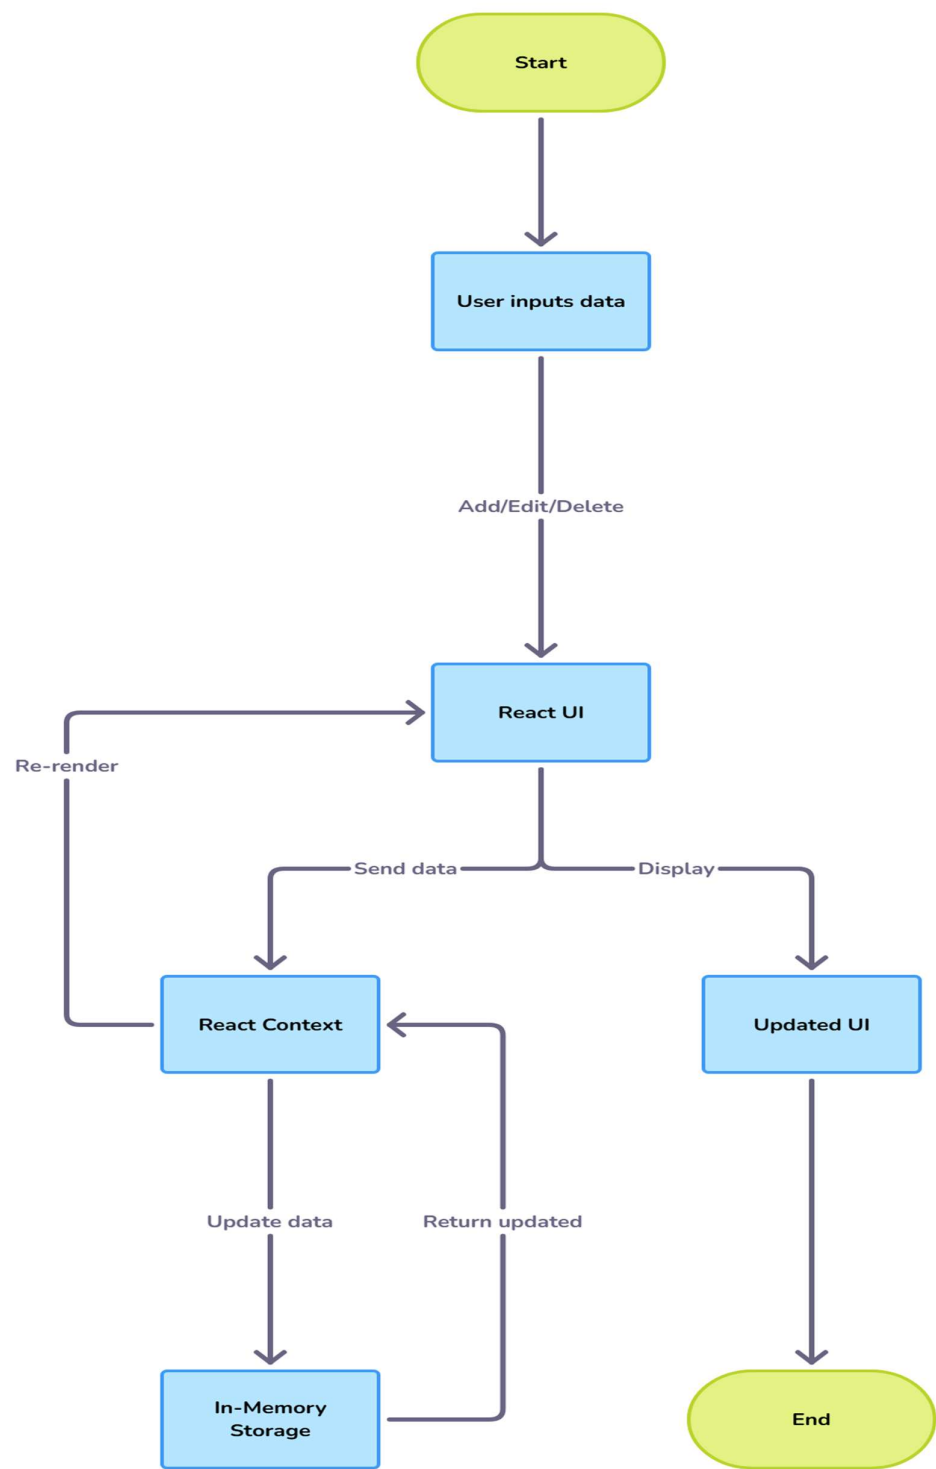 Start
User inputs data
Add/Edit/Delete
React UI
Re-render
Send data
Display
React Context
Updated UI
Update data
Return updated
In-Memory
Storage
End